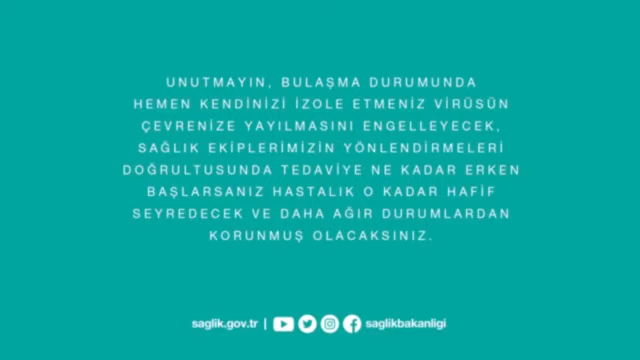 UNUTMAYIN, BULAŞMA DURUMUNDA
HEMEN KENDİNİZİ İZOLE ETMENİZ VİRÜSÜN
ÇEVRENİZE YAYILMASINI ENGELLEYECEK,
SAĞLIK EKİPLERİMİZİN YÖNLENDİRMELERİ
DOĞRULTUSUNDA TEDAVİYE NE KADAR ERKEN
BAŞLARSANIZ HASTALIK O KADAR HAFİF
SEYREDECEK VE DAHA AĞIR DURUMLARDAN
KORUNMUŞ OLACAKSINIZ.
saglik.gov.tr | saglikbakanligi